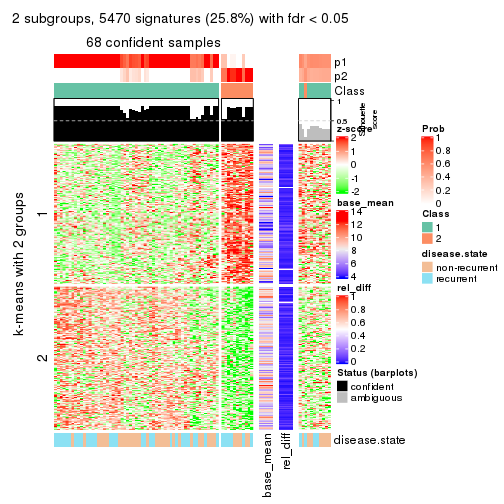 2 subgroups, 5470 signatures (25.8%) with fdr < 0.05
68 confident samples
p1
p2
Class
1
0.5
Silhouette
score
k-means with 2 groups
1
2
z-score
2
1
0
-1
-2
base_mean
14
12
10
8
6
4
rel_diff
1
0.8
0.6
0.4
0.2
0
Status (barplots)
confident
ambiguous
Prob
1
0.8
0.6
0.4
0.2
0
Class
1
2
disease.state
non-recurrent
recurrent
disease.state
base_mean
rel_diff